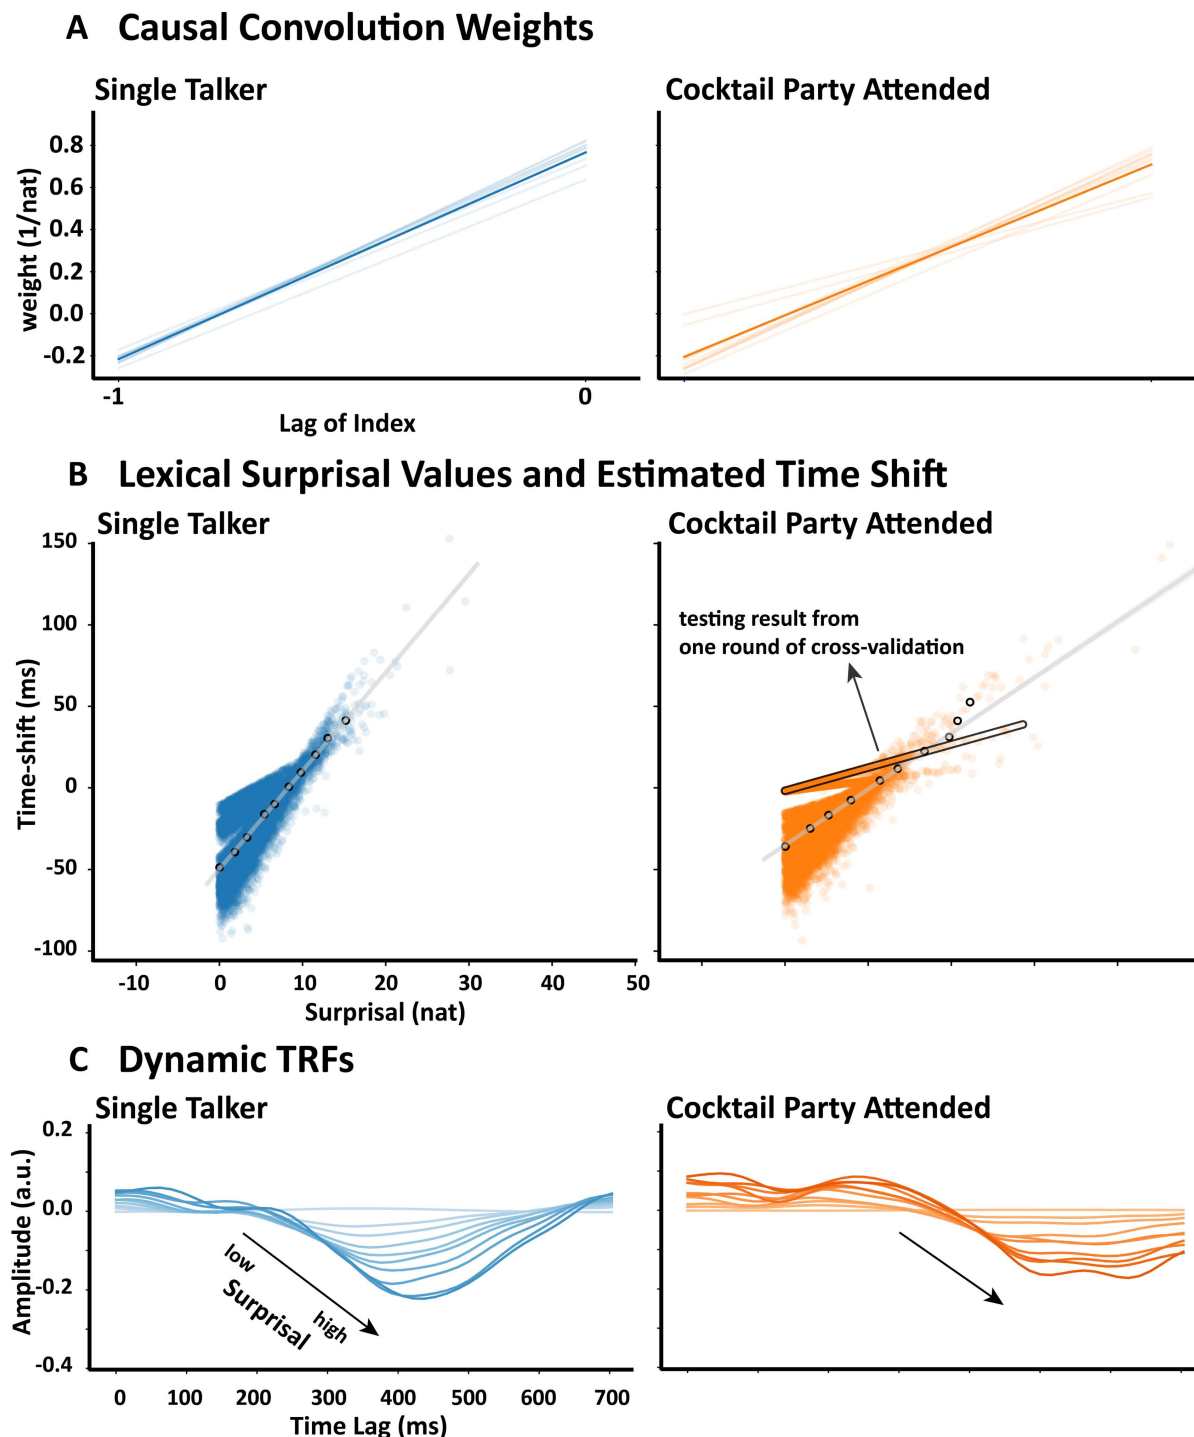 A Causal Convolution Weights
Single Talker
Cocktail Party Attended
weight (1/nat)
0.8
0.6
0.4
0.2
0.0
-0.2
-1
0
Lag of Index
B Lexical Surprisal Values and Estimated Time Shift
Single Talker
Cocktail Party Attended
Time-shift (ms)
150
100
50
0
-50
-100
testing result from
one round of cross-validation
-10 0 10 20 30 40 50
Surprisal (nat)
C Dynamic TRFs
Single Talker
Cocktail Party Attended
Amplitude (a.u.)
0.2
0.0
-0.2
-0.4
low
Surprisal
high
0 100 200 300 400 500 600 700
Time Lag (ms)